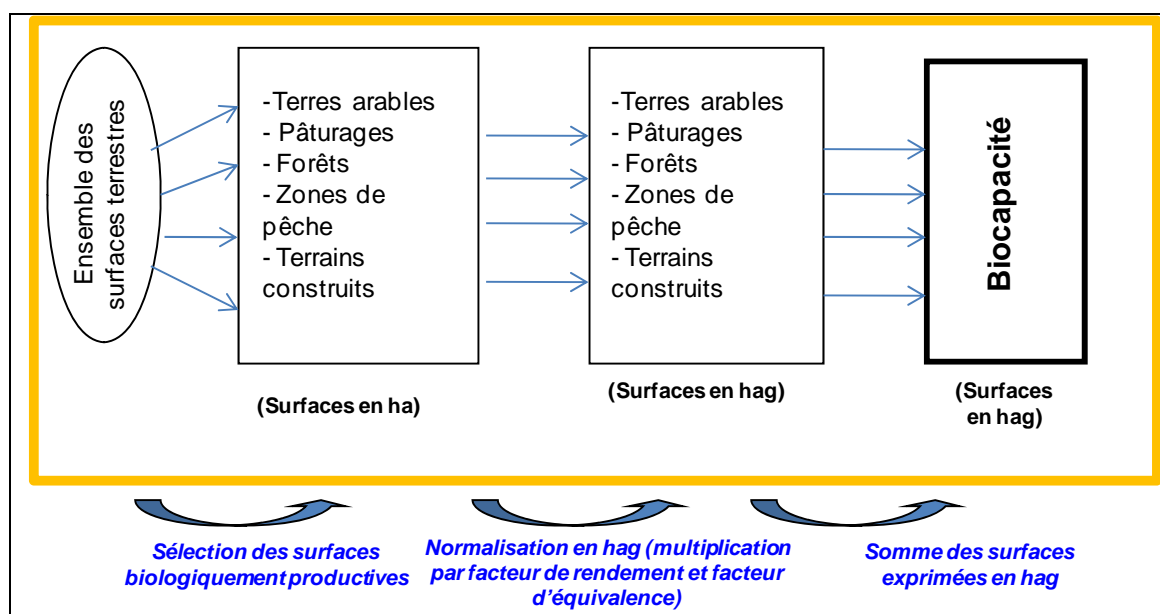 Ensemble des
surfaces terrestres
-Terres arables
- Pâturages
- Forêts
- Zones de
pêche
- Terrains
construits
(Surfaces en ha)
-Terres arables
- Pâturages
- Forêts
- Zones de
pêche
- Terrains
construits
(Surfaces en hag)
Biocapacité
(Surfaces
en hag)
Sélection des surfaces
biologiquement productives
Normalisation en hag (multiplication
par facteur de rendement et facteur
d'équivalence)
Somme des surfaces
exprimées en hag